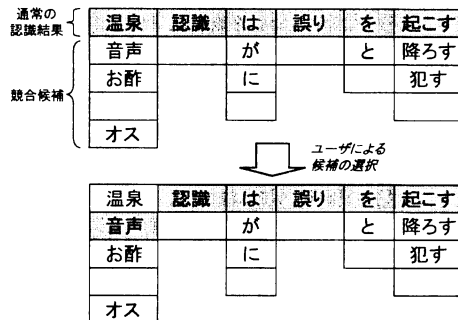 通常の
認識結果
温泉 認識 は 誤り を 起こす
競合候補
音声 が と 降ろす
お酢 に 犯す
オス
ユーザによる
候補の選択
温泉 認識 は 誤り を 起こす
音声 が と 降ろす
お酢 に 犯す
オス